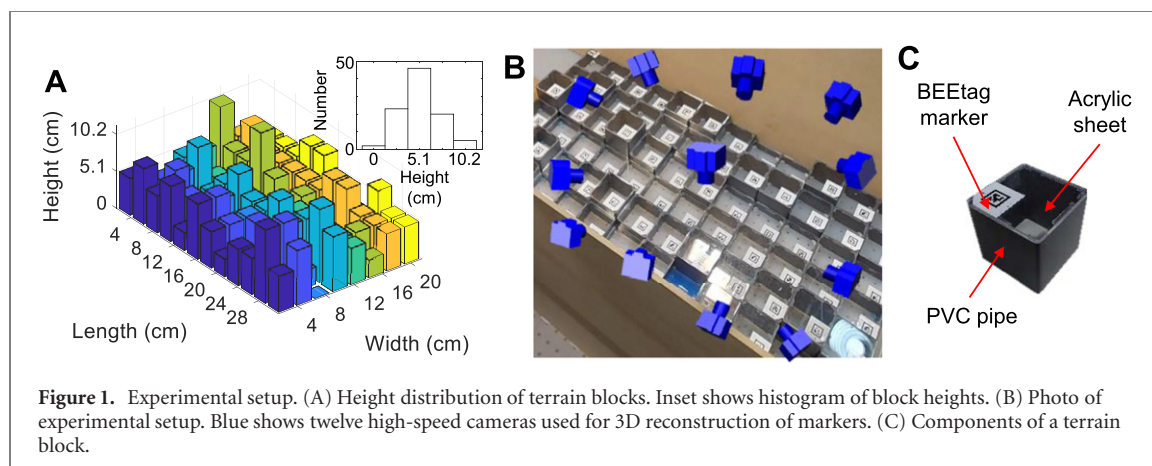 A
Height (cm)
10.2
5.1
0
4
8
12
16
20
24
28
Length (cm)
4
8
12
16
20
Width (cm)
Number
50
0
0
5.1
10.2
Height
(cm)
B
C
BEEtag
marker
Acrylic
sheet
PVC pipe
Figure 1. Experimental setup. (A) Height distribution of terrain blocks. Inset shows histogram of block heights. (B) Photo of
experimental setup. Blue shows twelve high-speed cameras used for 3D reconstruction of markers. (C) Components of a terrain
block.